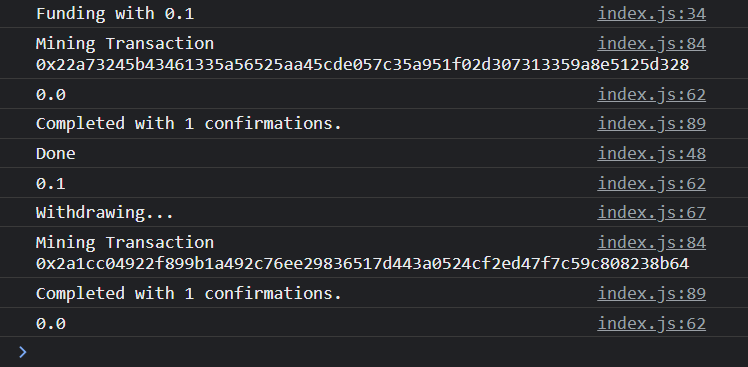 Funding with 0.1 index.js:34
Mining Transaction index.js:84
0x22a73245b43461335a56525aa45cde057c35a951f02d307313359a8e5125d328
0.0 index.js:62
Completed with 1 confirmations. index.js:89
Done index.js:48
0.1 index.js:62
Withdrawing... index.js:67
Mining Transaction index.js:84
0x2a1cc04922f899b1a492c76ee29836517d443a0524cf2ed47f7c59c808238b64
Completed with 1 confirmations. index.js:89
0.0 index.js:62